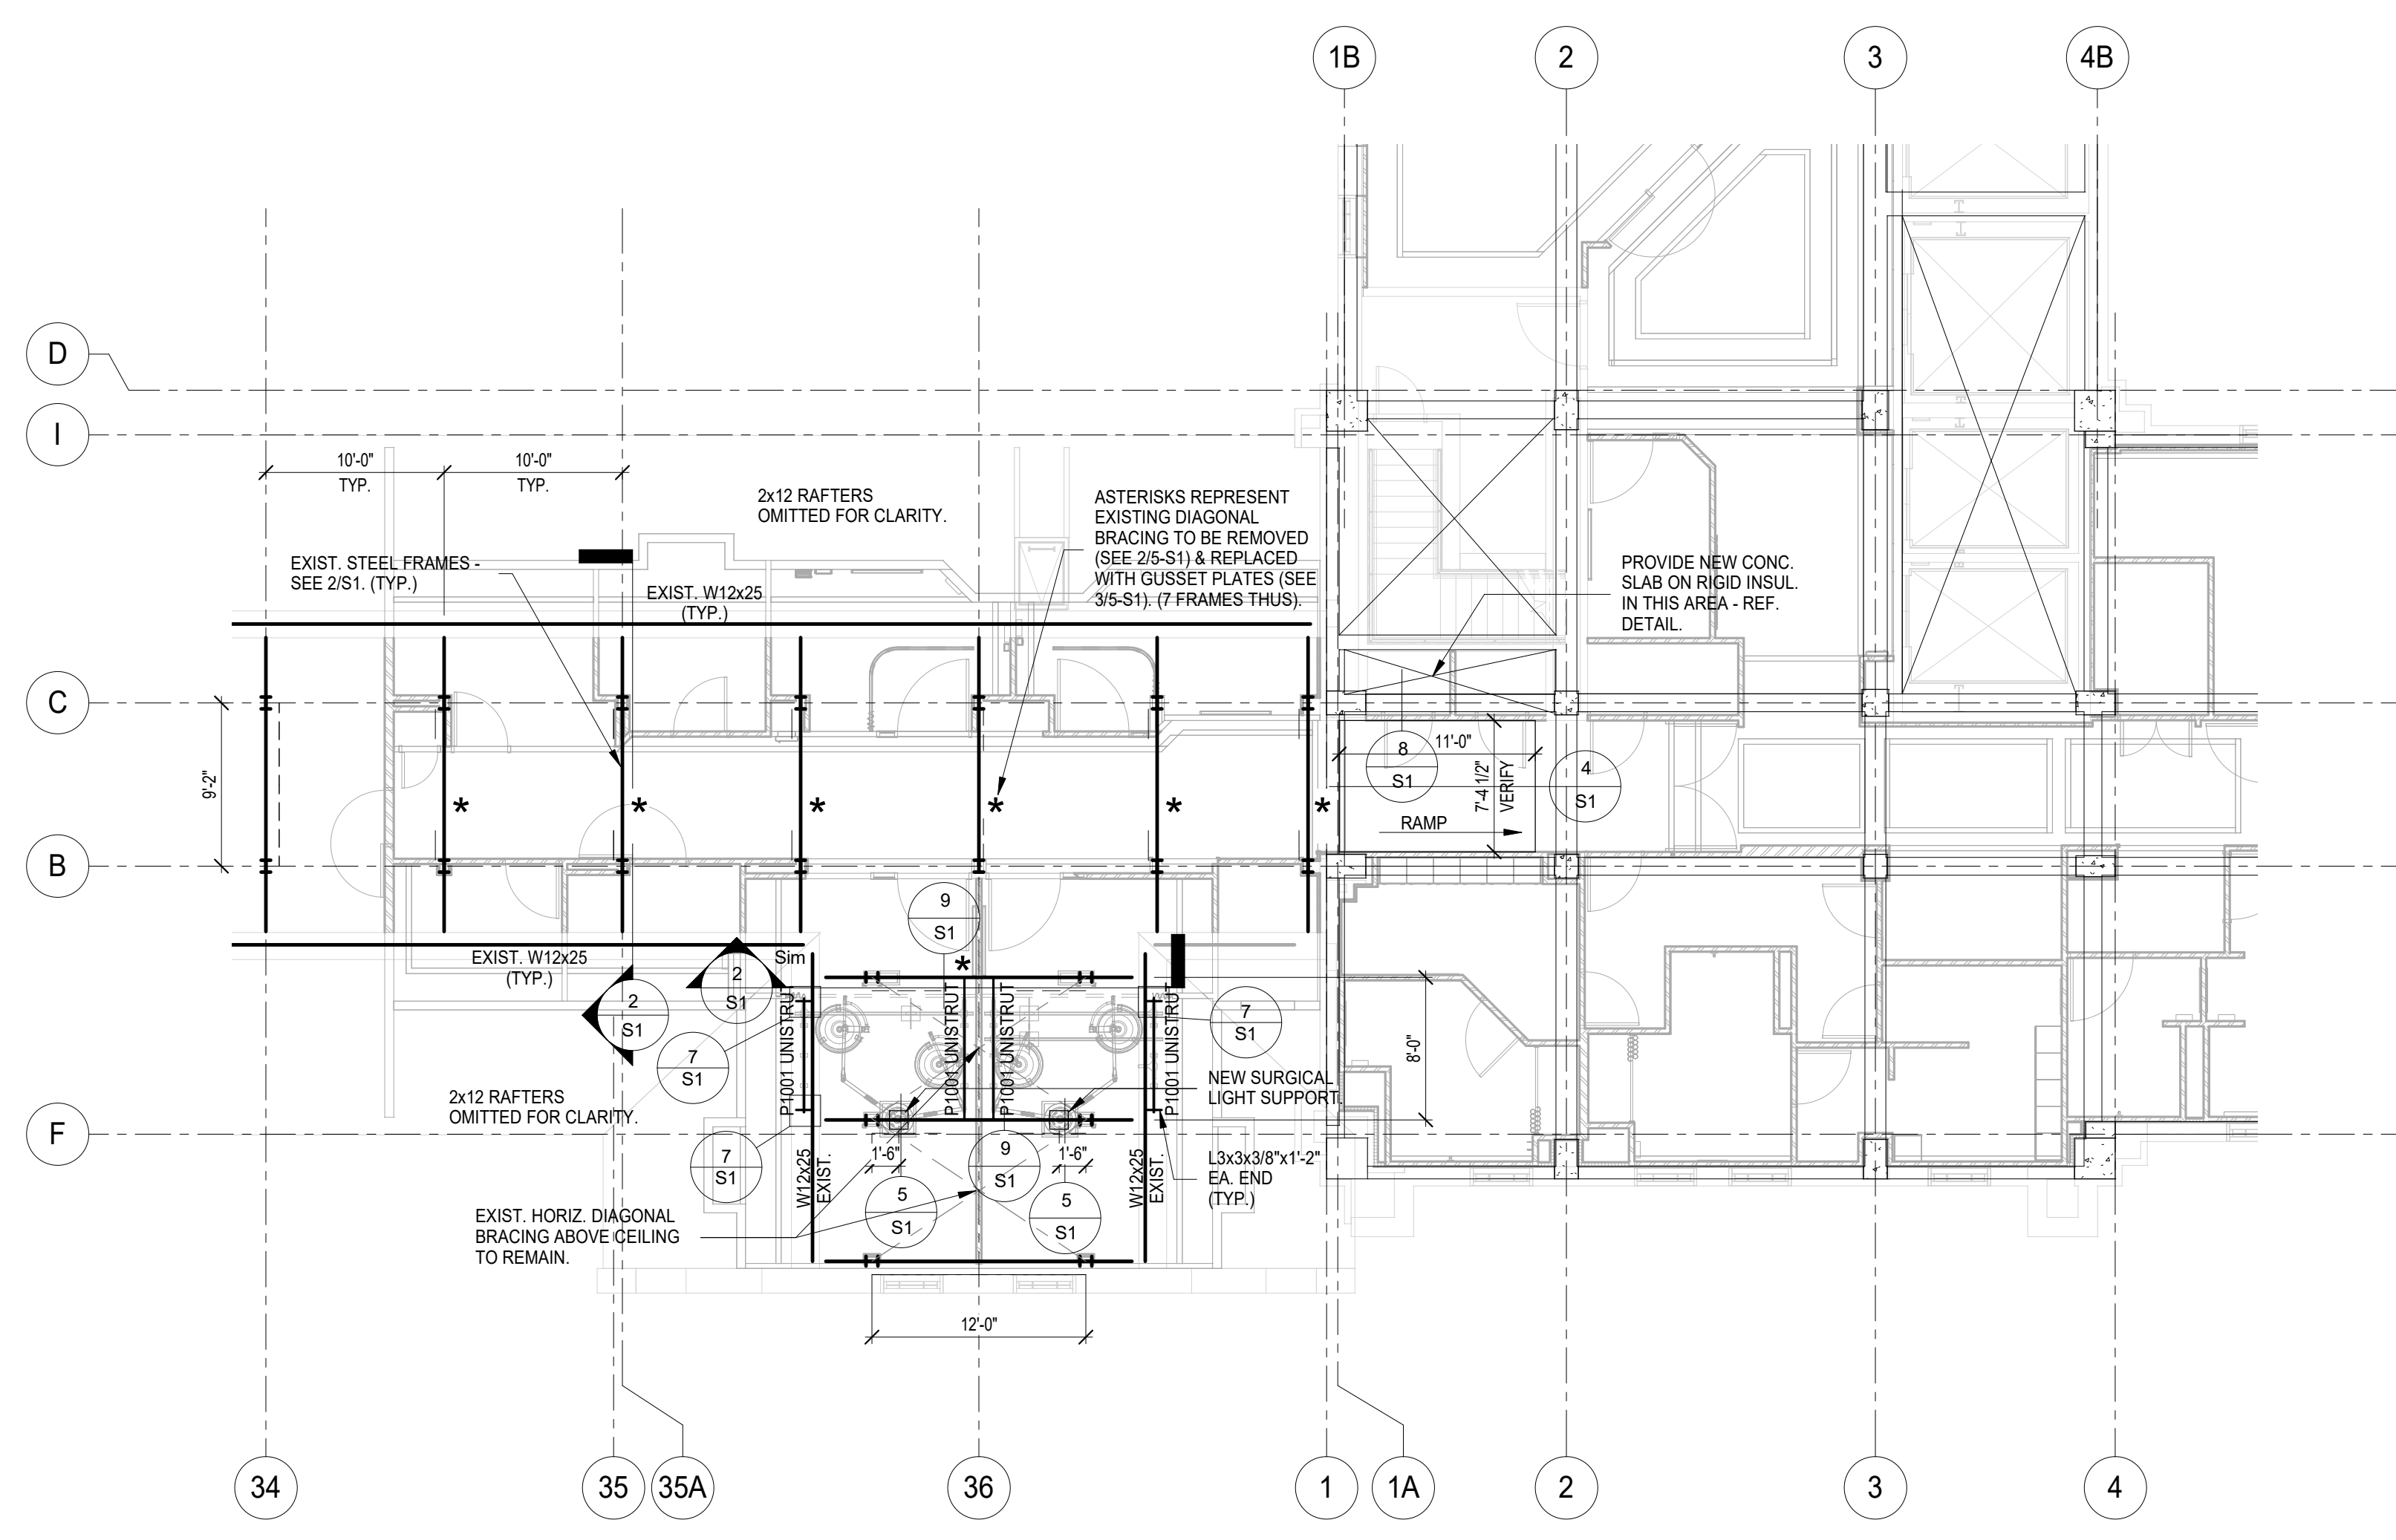 1B
2
3
4B
D
I
10'-0"
TYP.
10'-0"
TYP.
2x12 RAFTERS
OMITTED FOR CLARITY.
ASTERISKS REPRESENT
EXISTING DIAGONAL
BRACING TO BE REMOVED
(SEE 2/5-S1) & REPLACED
WITH GUSSET PLATES (SEE
3/5-S1). (7 FRAMES THUS).
EXIST. STEEL FRAMES -
SEE 2/S1. (TYP.)
EXIST. W12x25
(TYP.)
PROVIDE NEW CONC.
SLAB ON RIGID INSUL.
IN THIS AREA - REF.
DETAIL.
C
9'-2"
B
* * * * * *
8
S1
11'-0"
7'-4 1/2"
VERIFY
4
S1
RAMP
9
S1
EXIST. W12x25
(TYP.)
2
S1
Sim
2
S1
*
P1001 UNISTRUT
P1001 UNISTRUT
P1001 UNISTRUT
P1001 UNISTRUT
7
S1
7
S1
8'-0"
2x12 RAFTERS
OMITTED FOR CLARITY.
NEW SURGICAL
LIGHT SUPPORT.
F
7
S1
W12x25
EXIST.
1'-6"
9
S1
1'-6"
W12x25
EXIST.
L3x3x3/8"x1'-2"
EA. END
(TYP.)
5
S1
5
S1
EXIST. HORIZ. DIAGONAL
BRACING ABOVE CEILING
TO REMAIN.
12'-0"
34
35
35A
36
1
1A
2
3
4